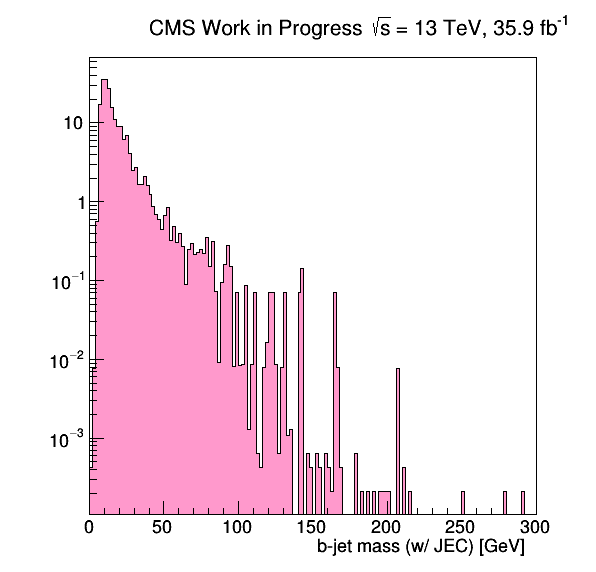 CMS Work in Progress √s = 13 TeV, 35.9 fb⁻¹
10
1
10⁻¹
10⁻²
10⁻³
0 50 100 150 200 250 300
b-jet mass (w/ JEC) [GeV]